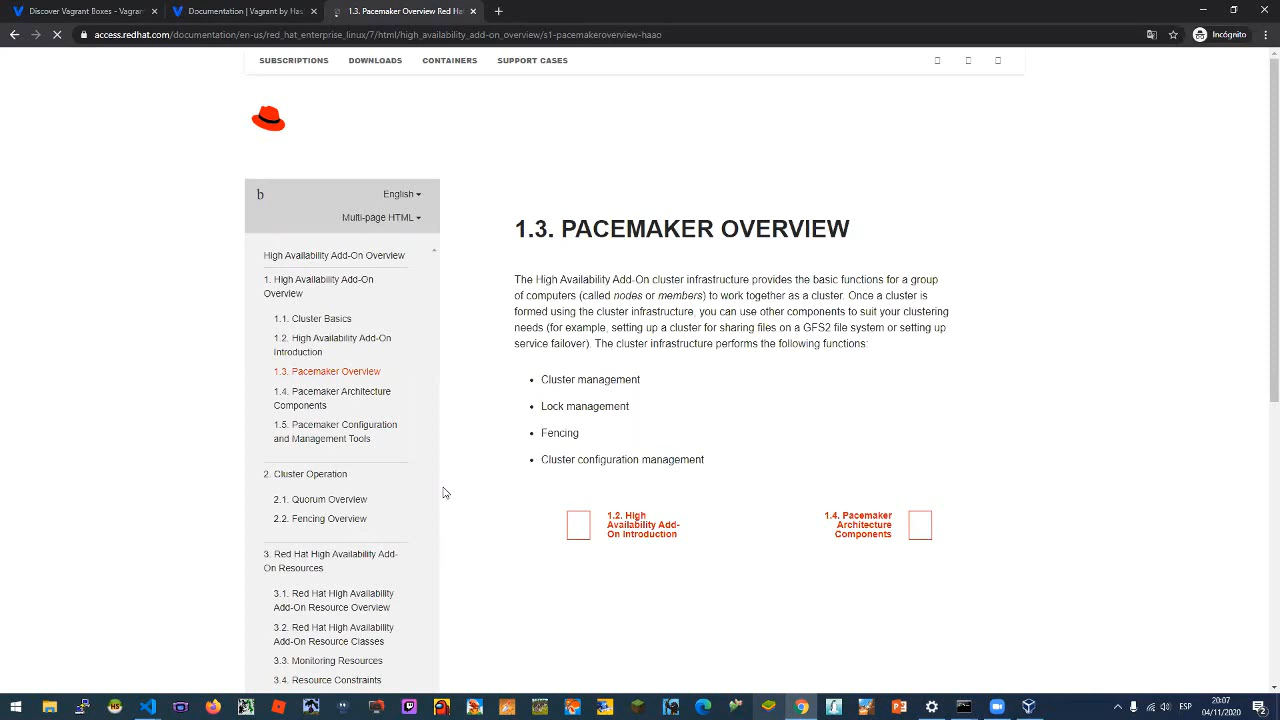 Discover Vagrant Boxes - Vagran
Documentation | Vagrant by Has
1.3. Pacemaker Overview Red Ha
access.redhat.com/documentation/en-us/red_hat_enterprise_linux/7/html/high_availability_add-on_overview/s1-pacemakeroverview-haao
Incógnito
SUBSCRIPTIONS DOWNLOADS CONTAINERS SUPPORT CASES
b English
Multi-page HTML
High Availability Add-On Overview
1. High Availability Add-On
Overview
1.1. Cluster Basics
1.2. High Availability Add-On
Introduction
1.3. Pacemaker Overview
1.4. Pacemaker Architecture
Components
1.5. Pacemaker Configuration
and Management Tools
2. Cluster Operation
2.1. Quorum Overview
2.2. Fencing Overview
3. Red Hat High Availability Add-
On Resources
3.1. Red Hat High Availability
Add-On Resource Overview
3.2. Red Hat High Availability
Add-On Resource Classes
3.3. Monitoring Resources
3.4. Resource Constraints
1.3. PACEMAKER OVERVIEW
The High Availability Add-On cluster infrastructure provides the basic functions for a group
of computers (called nodes or members) to work together as a cluster. Once a cluster is
formed using the cluster infrastructure, you can use other components to suit your clustering
needs (for example, setting up a cluster for sharing files on a GFS2 file system or setting up
service failover). The cluster infrastructure performs the following functions:
• Cluster management
• Lock management
• Fencing
• Cluster configuration management
1.2. High
Availability Add-
On Introduction
1.4. Pacemaker
Architecture
Components
ESP
20:07
04/11/2020